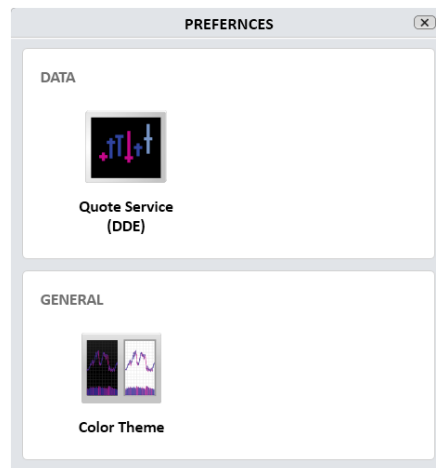 PREFERNCES
DATA
Quote Service
(DDE)
GENERAL
Color Theme